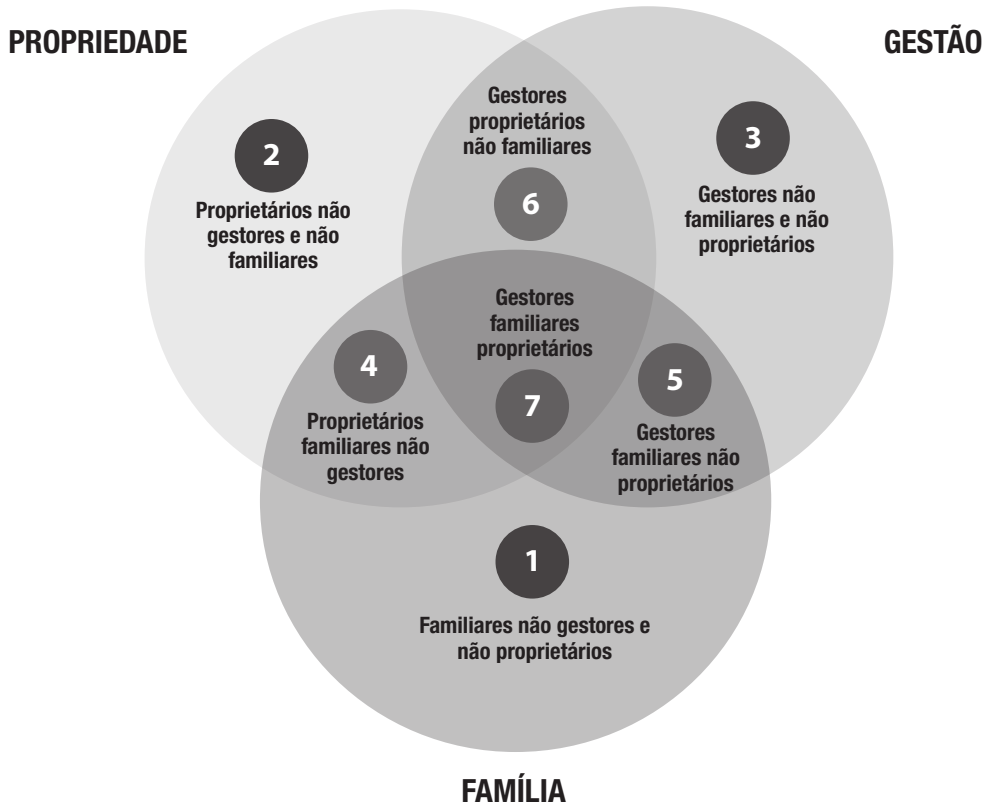 PROPRIEDADE
GESTÃO
Gestores
proprietários
não familiares
6
2
Proprietários não
gestores e não
familiares
3
Gestores não
familiares e não
proprietários
Gestores
familiares
proprietários
7
4
Proprietários
familiares não
gestores
5
Gestores
familiares não
proprietários
1
Familiares não gestores e
não proprietários
FAMÍLIA